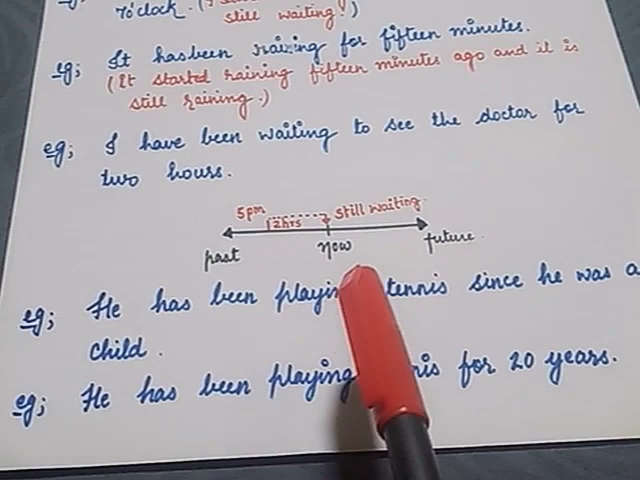 7o'clock.
still waiting.)
eg; It has been raining for fifteen minutes.
(It started raining fifteen minutes ago and it is
still raining.)
eg; I have been waiting to see the doctor for
two hours.
5pm 2hrs still waiting
past now future
eg; He has been playing tennis since he was a
child.
eg; He has been playing for 20 years.